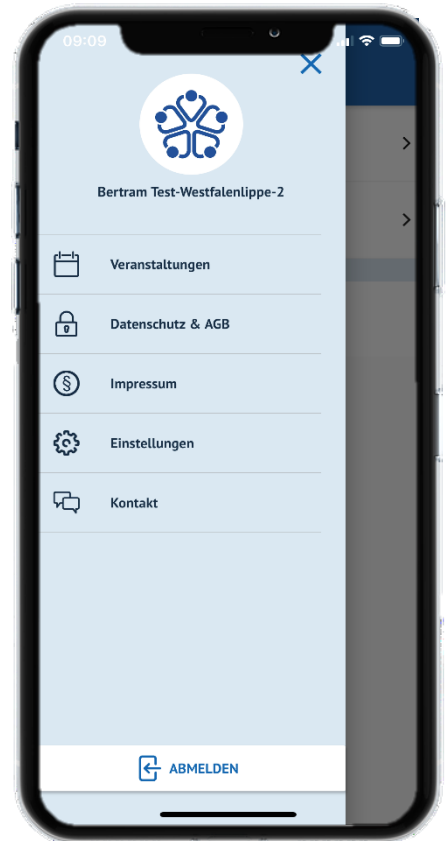 09:09
Bertram Test-Westfalenlippe-2
Veranstaltungen
Datenschutz & AGB
§ Impressum
Einstellungen
Kontakt
ABMELDEN